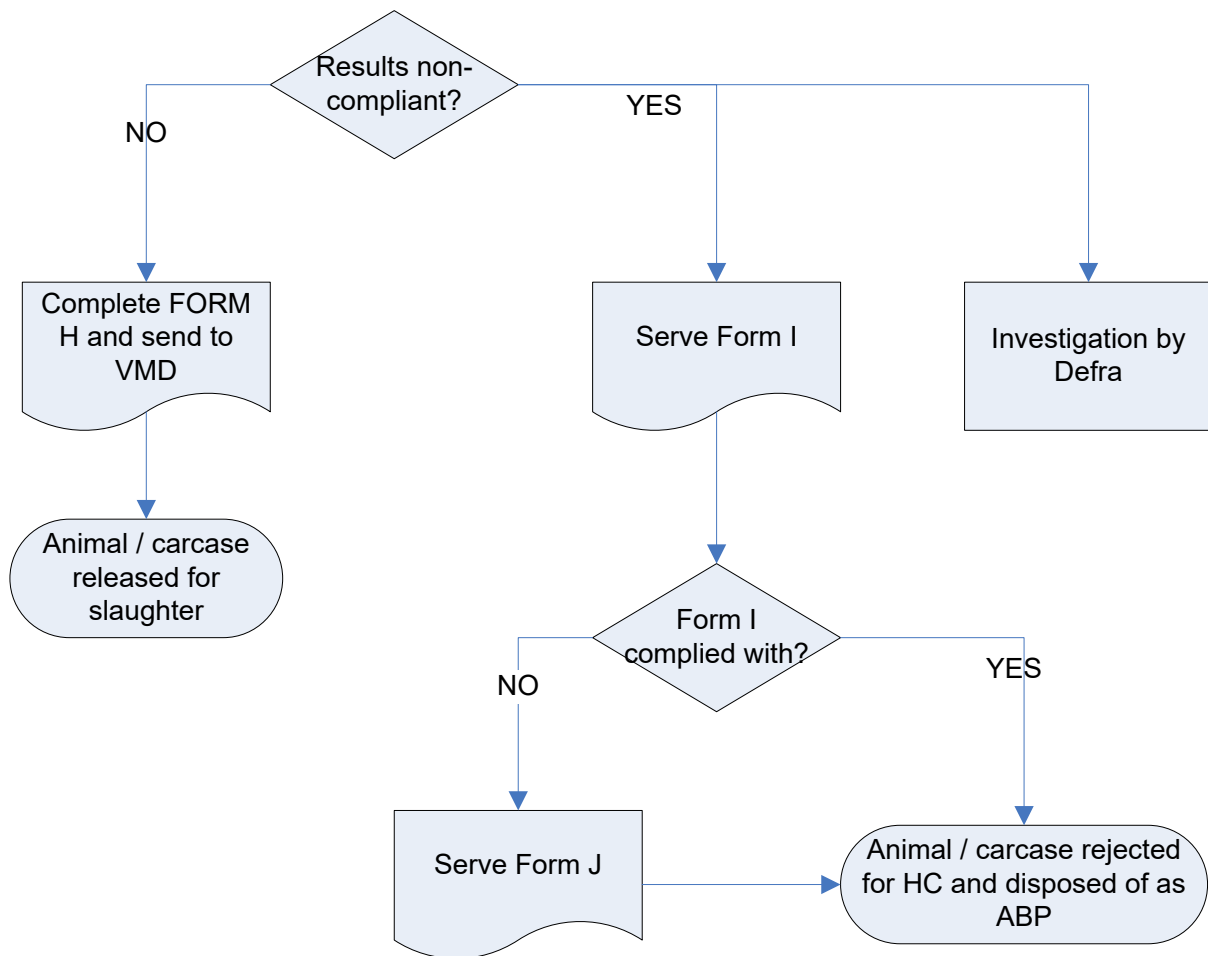 Results non-
compliant?
NO
YES
Complete FORM
H and send to
VMD
Serve Form I
Investigation by
Defra
Animal / carcase
released for
slaughter
Form I
complied with?
NO
YES
Serve Form J
Animal / carcase rejected
for HC and disposed of as
ABP